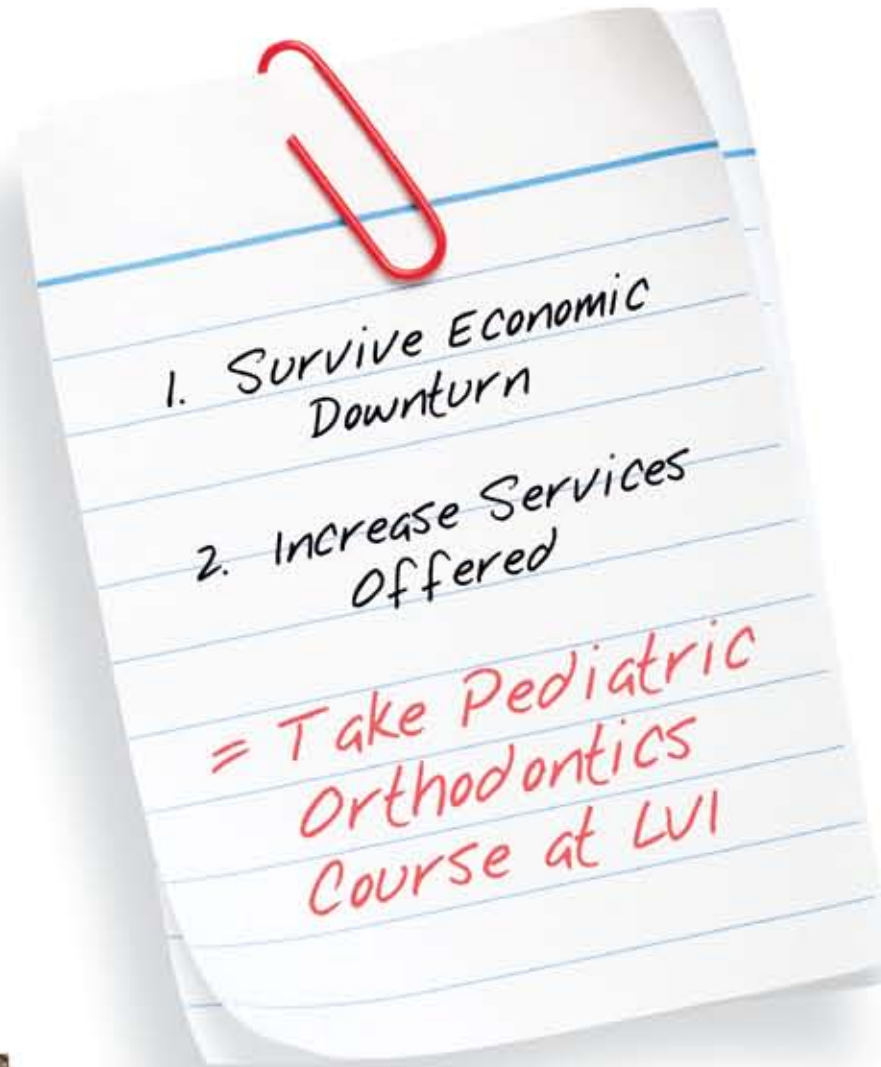 1. Survive Economic
Downturn
2. Increase Services
Offered
= Take Pediatric
Orthodontics
Course at LVI